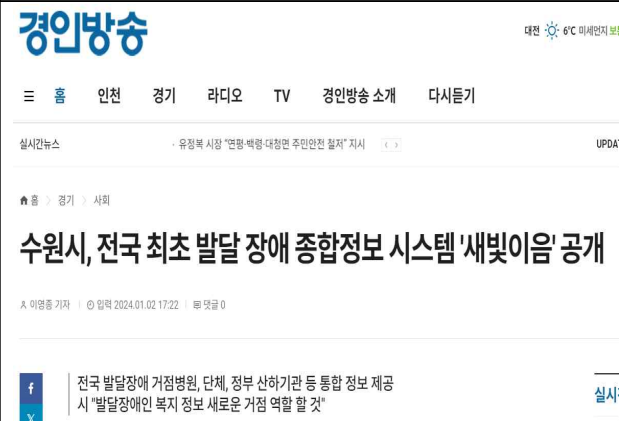 경인방송
대전 6°C 미세먼지
홈 인천 경기 라디오 TV 경인방송 소개 다시듣기
실시간뉴스 · 유정복 시장 "연평·백령·대청면 주민안전 철저" 지시
홈 경기 사회
수원시, 전국 최초 발달 장애 종합정보 시스템 '새빛이음' 공개
이영종 기자 입력 2024.01.02 17:22 댓글 0
전국 발달장애 거점병원, 단체, 정부 산하기관 등 통합 정보 제공
시 "발달장애인 복지 정보 새로운 거점 역할 할 것"